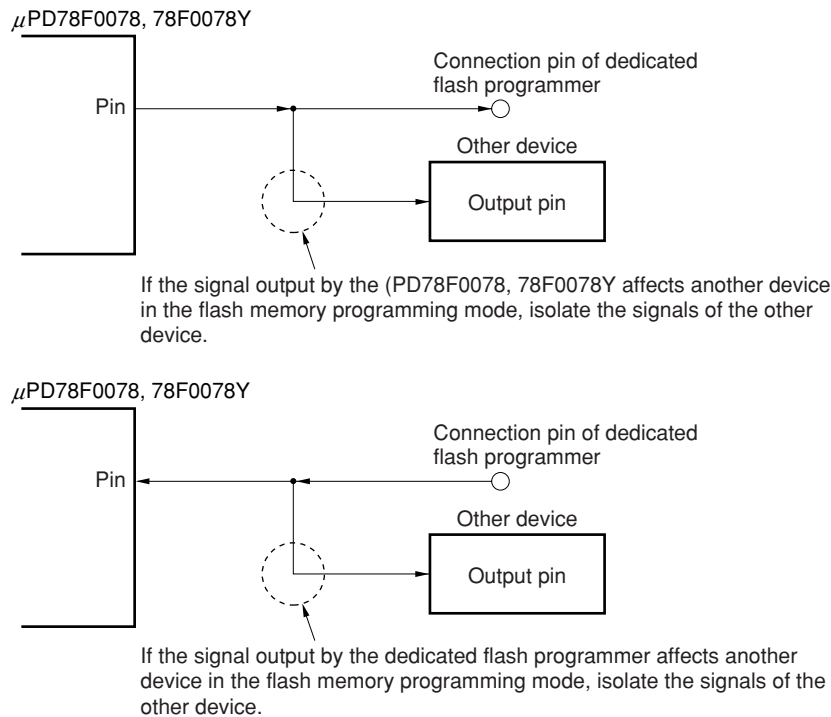 μPD78F0078, 78F0078Y
Connection pin of dedicated
flash programmer
Pin
Other device
Output pin
If the signal output by the (PD78F0078, 78F0078Y affects another device
in the flash memory programming mode, isolate the signals of the other
device.
μPD78F0078, 78F0078Y
Connection pin of dedicated
flash programmer
Pin
Other device
Output pin
If the signal output by the dedicated flash programmer affects another
device in the flash memory programming mode, isolate the signals of the
other device.